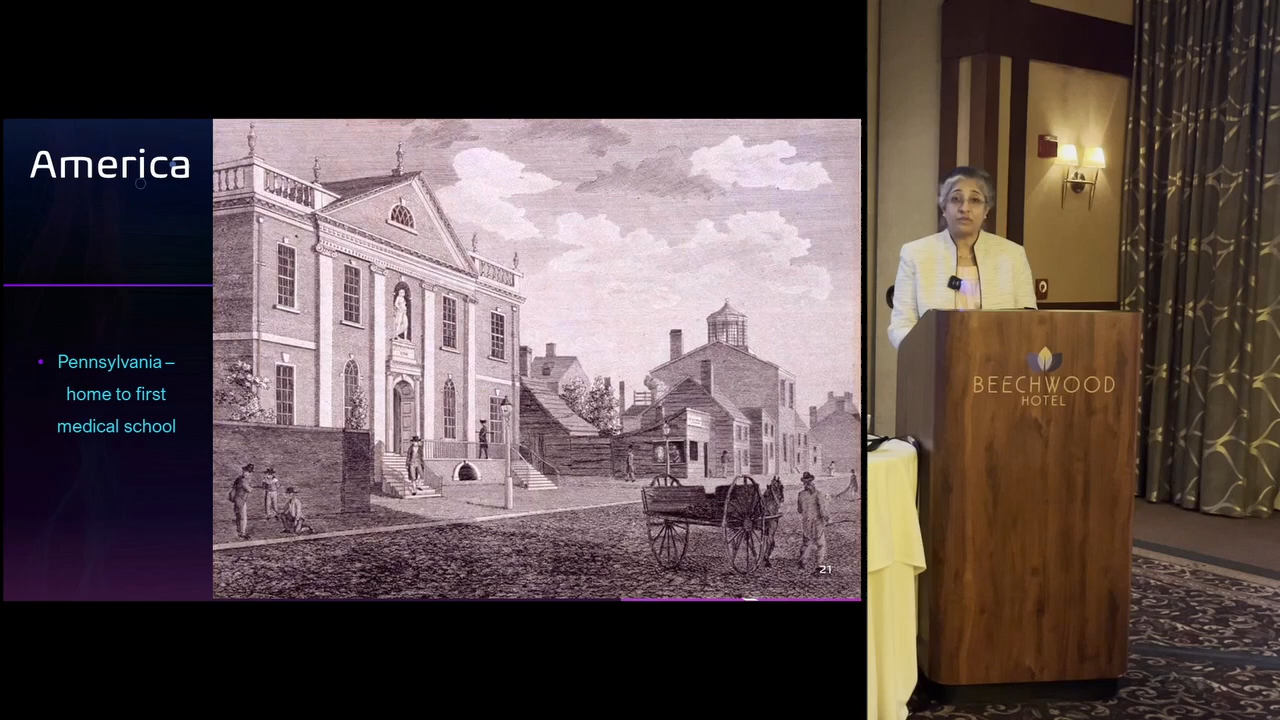 America
• Pennsylvania –
home to first
medical school
21
BEECHWOOD
HOTEL